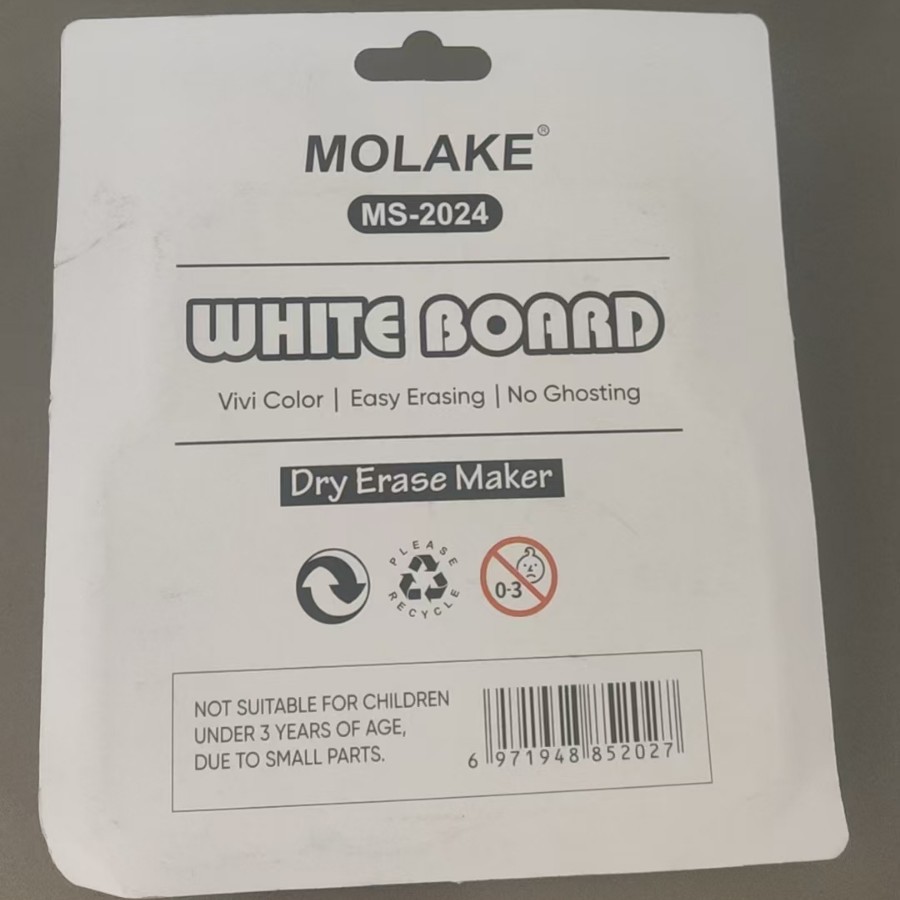 MOLAKE®
MS-2024
WHITE BOARD
Vivi Color | Easy Erasing | No Ghosting
Dry Erase Maker
PLEASE RECYCLE
0-3
NOT SUITABLE FOR CHILDREN
UNDER 3 YEARS OF AGE,
DUE TO SMALL PARTS.
6 971948 852027